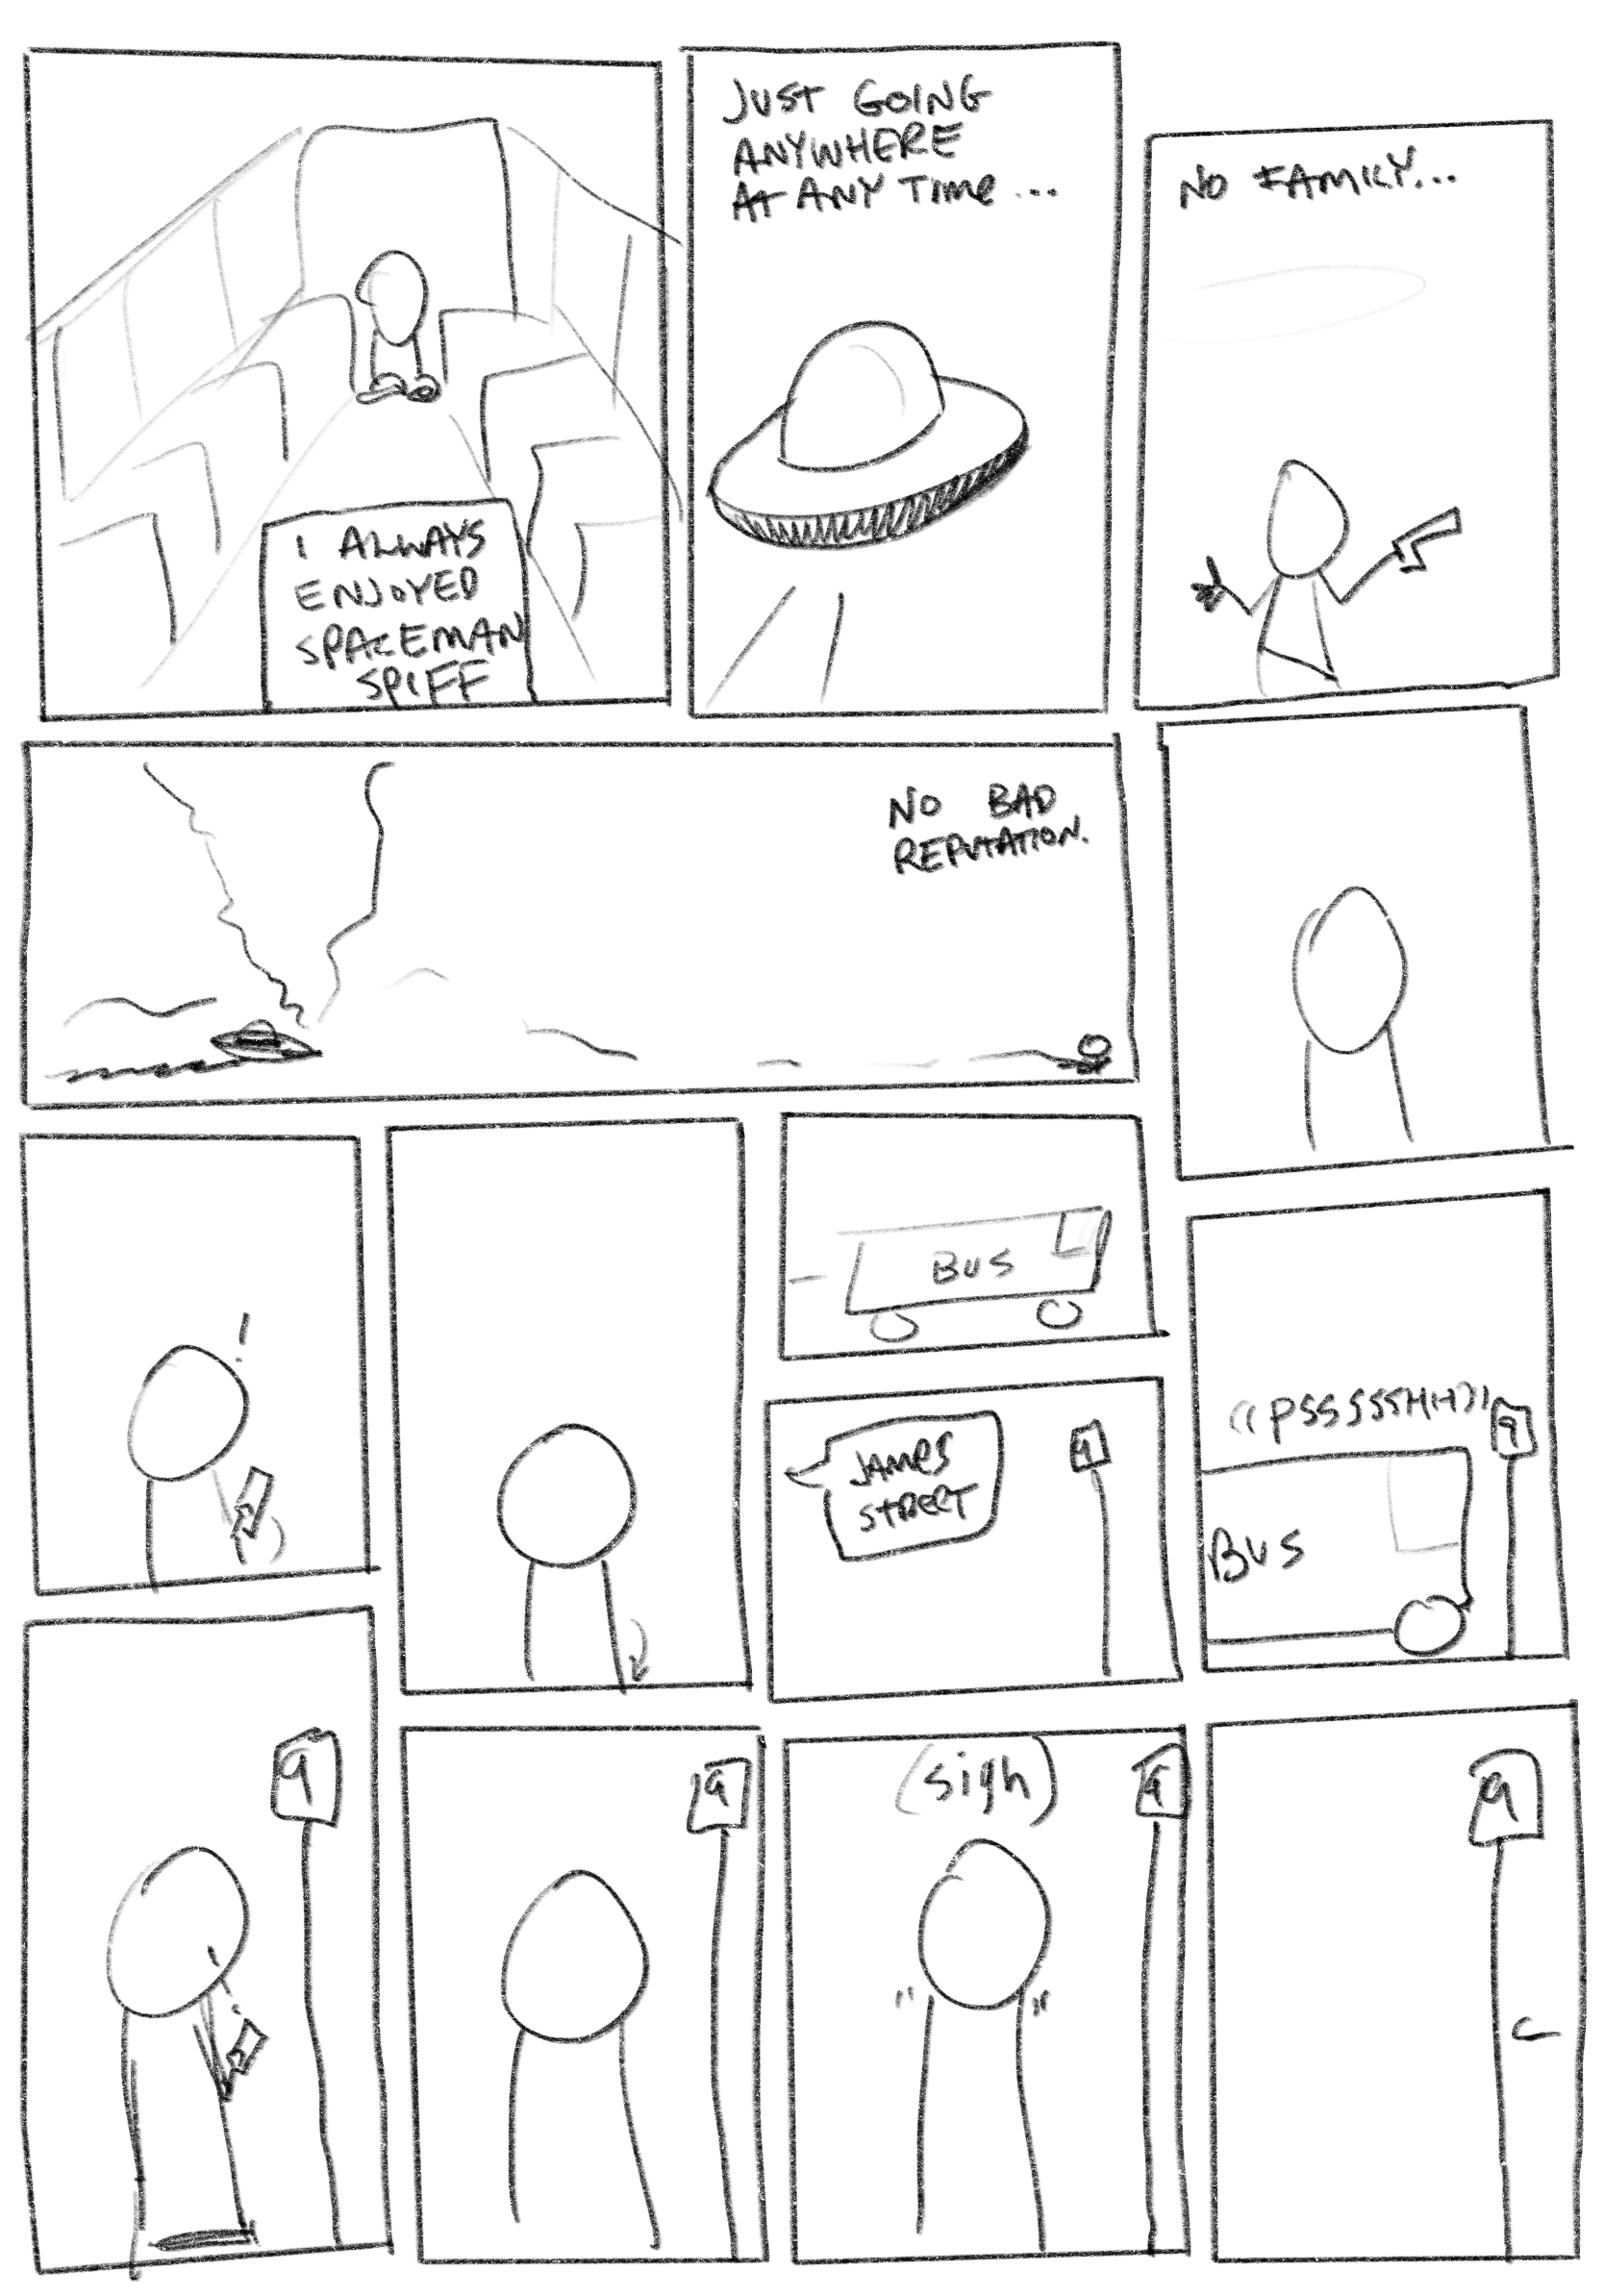 I ALWAYS
ENJOYED
SPACEMAN
SPIFF
JUST GOING
ANYWHERE
AT ANY TIME...
NO FAMILY...
NO BAD
REPUTATION.
!
BUS
JAMES
STREET
9
((PSSSSSSHH))
9
BUS
9
!
9
(sigh)
9
9